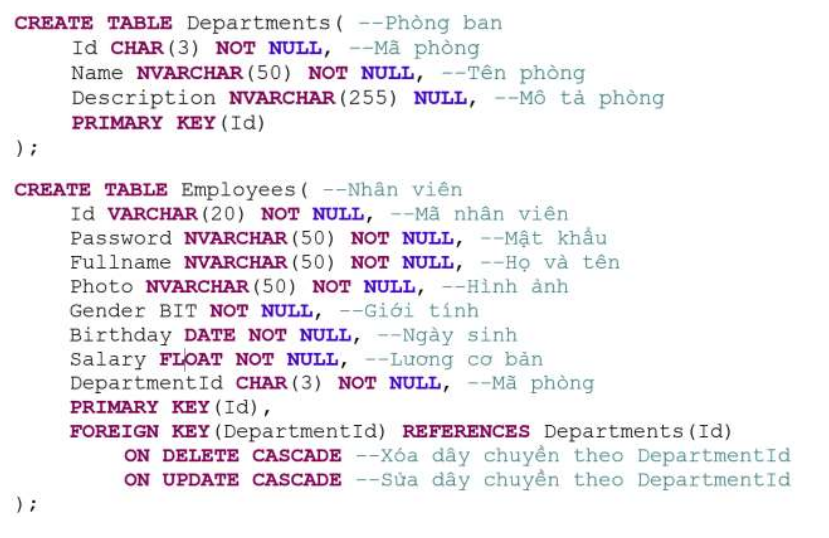 CREATE TABLE Departments( --Phòng ban
Id CHAR(3) NOT NULL, --Mã phòng
Name NVARCHAR(50) NOT NULL, --Tên phòng
Description NVARCHAR(255) NULL, --Mô tả phòng
PRIMARY KEY(Id)
);
CREATE TABLE Employees( --Nhân viên
Id VARCHAR(20) NOT NULL, --Mã nhân viên
Password NVARCHAR(50) NOT NULL, --Mật khẩu
Fullname NVARCHAR(50) NOT NULL, --Họ và tên
Photo NVARCHAR(50) NOT NULL, --Hình ảnh
Gender BIT NOT NULL, --Giới tính
Birthday DATE NOT NULL, --Ngày sinh
Salary FLOAT NOT NULL, --Lương cơ bản
DepartmentId CHAR(3) NOT NULL, --Mã phòng
PRIMARY KEY(Id),
FOREIGN KEY(DepartmentId) REFERENCES Departments(Id)
ON DELETE CASCADE --Xóa dây chuyền theo DepartmentId
ON UPDATE CASCADE --Sửa dây chuyền theo DepartmentId
);